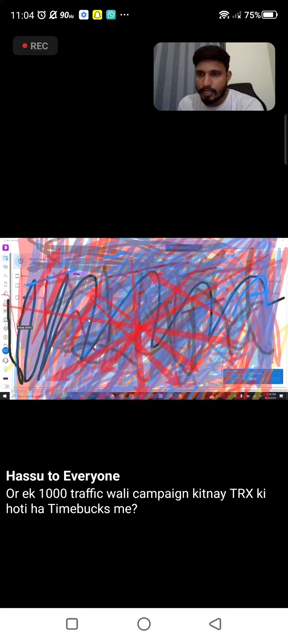 11:04
90Hz
75%
REC
Hassu to Everyone
Or ek 1000 traffic wali campaign kitnay TRX ki
hoti ha Timebucks me?